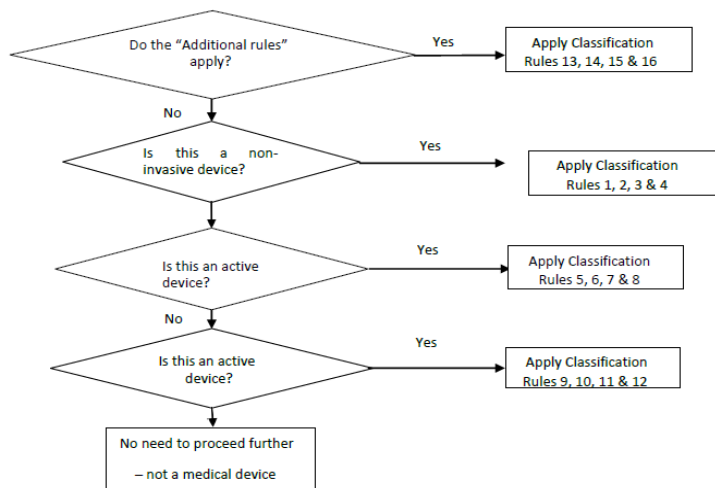 Do the “Additional rules”
apply?
Yes
Apply Classification
Rules 13, 14, 15 & 16
No
Is this a non-
invasive device?
Yes
Apply Classification
Rules 1, 2, 3 & 4
Is this an active
device?
Yes
Apply Classification
Rules 5, 6, 7 & 8
No
Is this an active
device?
Yes
Apply Classification
Rules 9, 10, 11 & 12
No need to proceed further
– not a medical device